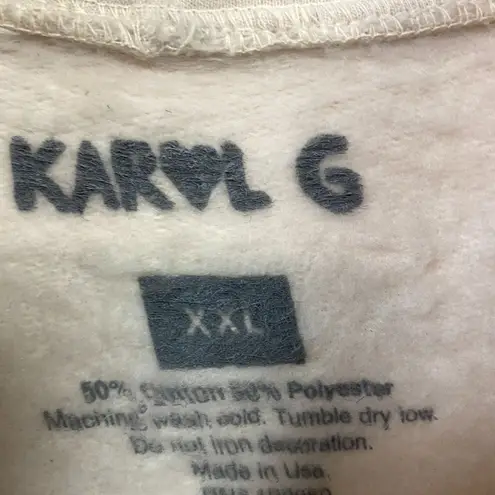 KAR♥L G
XXL
50% Cotton 50% Polyester
Machine wash cold. Tumble dry low.
Do not iron decoration.
Made in Usa.